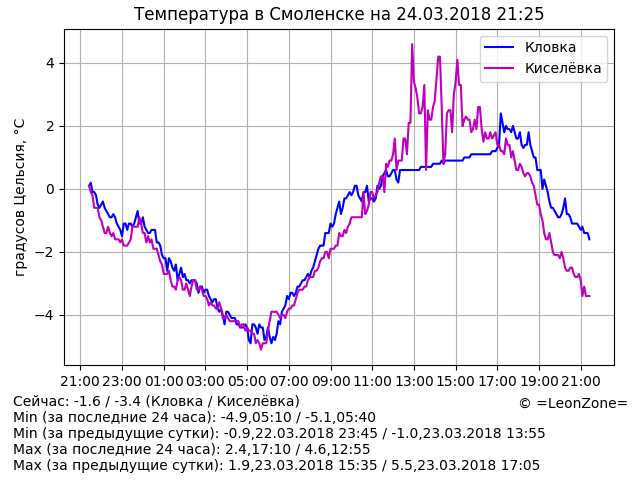 Температура в Смоленске на 24.03.2018 21:25
Кловка
Киселёвка
градусов Цельсия, °C
4
2
0
−2
−4
21:00 23:00 01:00 03:00 05:00 07:00 09:00 11:00 13:00 15:00 17:00 19:00 21:00
Сейчас: -1.6 / -3.4 (Кловка / Киселёвка)
© =LeonZone=
Min (за последние 24 часа): -4.9,05:10 / -5.1,05:40
Min (за предыдущие сутки): -0.9,22.03.2018 23:45 / -1.0,23.03.2018 13:55
Max (за последние 24 часа): 2.4,17:10 / 4.6,12:55
Max (за предыдущие сутки): 1.9,23.03.2018 15:35 / 5.5,23.03.2018 17:05